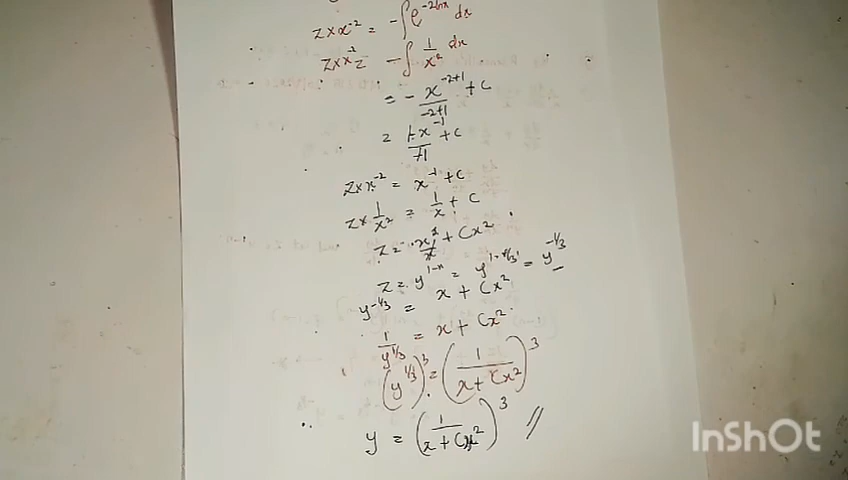 z × x⁻² = -∫e^(-2lnx) dx
z × x⁻² = -∫ 1/x² dx
= - x^(-2+1)/(-2+1) + C
= +x⁻¹/+1 + C
z × x⁻² = x⁻¹ + C
z × 1/x² = 1/x + C
z = x²/x + Cx²
z = y^(1-n) = y^(1-4/3) = y^(-1/3)
y^(-1/3) = x + Cx²
1/y^(1/3) = x + Cx²
(y^(1/3))³ = (1/(x + Cx²))³
∴ y = (1/(x + Cx²))³ //
InShOt